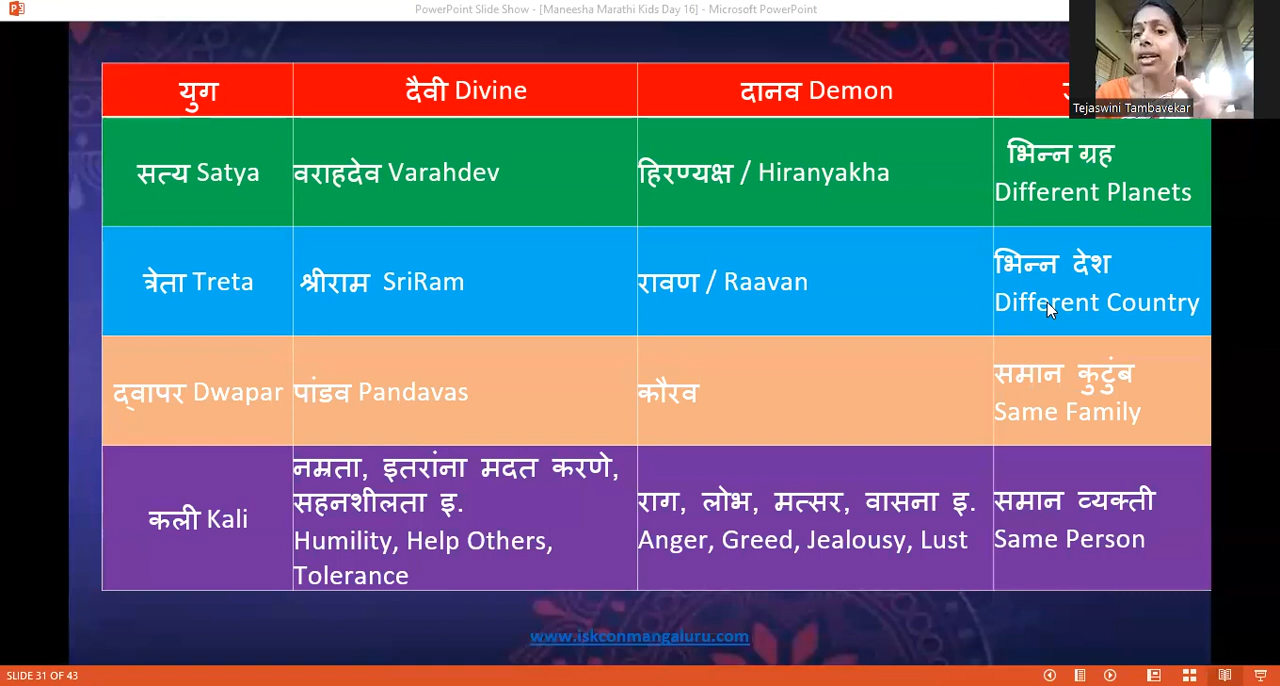 PowerPoint Slide Show - [Maneesha Marathi Kids Day 16] - Microsoft PowerPoint
Tejaswini Tambavekar
युग
दैवी Divine
दानव Demon
सत्य Satya
वराहदेव Varahdev
हिरण्यक्ष / Hiranyakha
भिन्न ग्रह
Different Planets
त्रेता Treta
श्रीराम SriRam
रावण / Raavan
भिन्न देश
Different Country
द्वापर Dwapar
पांडव Pandavas
कौरव
समान कुटुंब
Same Family
कली Kali
नम्रता, इतरांना मदत करणे,
सहनशीलता इ.
Humility, Help Others,
Tolerance
राग, लोभ, मत्सर, वासना इ.
Anger, Greed, Jealousy, Lust
समान व्यक्ती
Same Person
www.iskconmangaluru.com
SLIDE 31 OF 43